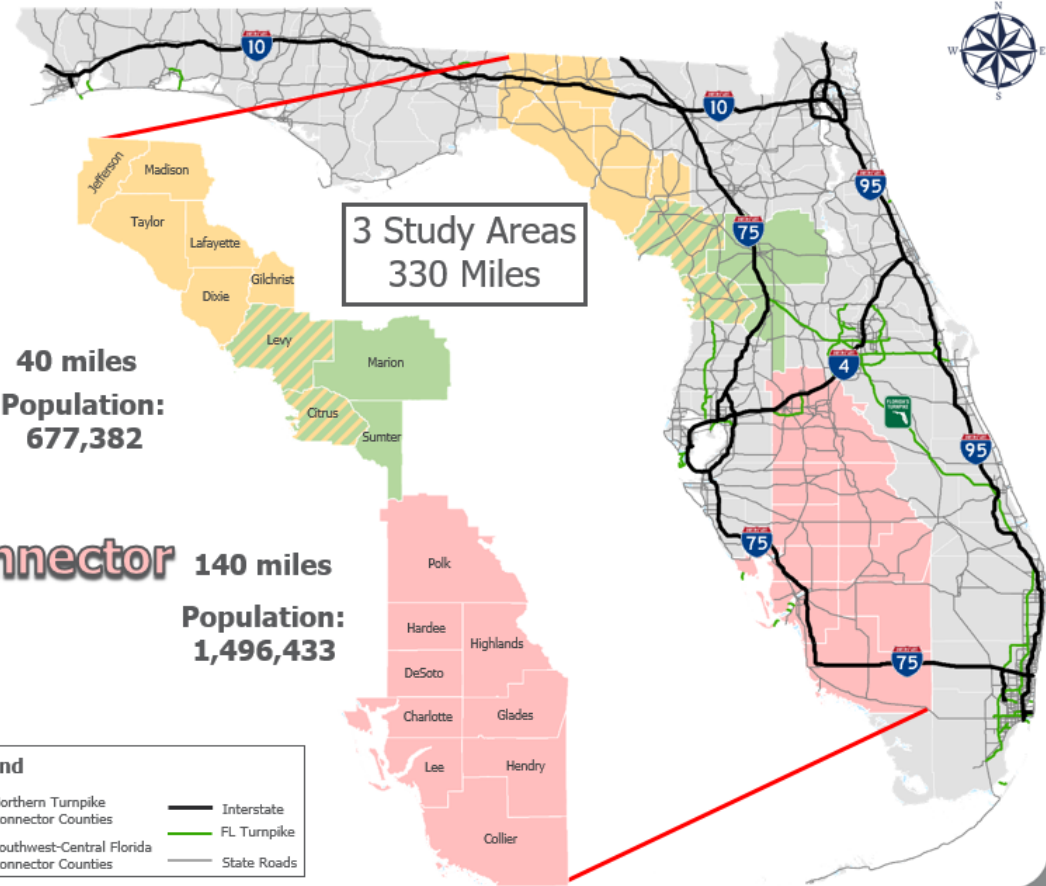 N
W
E
S
10
10
95
75
4
FLORIDA'S
TURNPIKE
95
75
75
3 Study Areas
330 Miles
Jefferson
Madison
Taylor
Lafayette
Gilchrist
Dixie
Levy
Marion
Citrus
Sumter
40 miles
Population:
677,382
nnector
140 miles
Population:
1,496,433
Polk
Hardee
Highlands
DeSoto
Charlotte
Glades
Lee
Hendry
Collier
nd
orthern Turnpike
onnector Counties
outhwest-Central Florida
onnector Counties
Interstate
FL Turnpike
State Roads